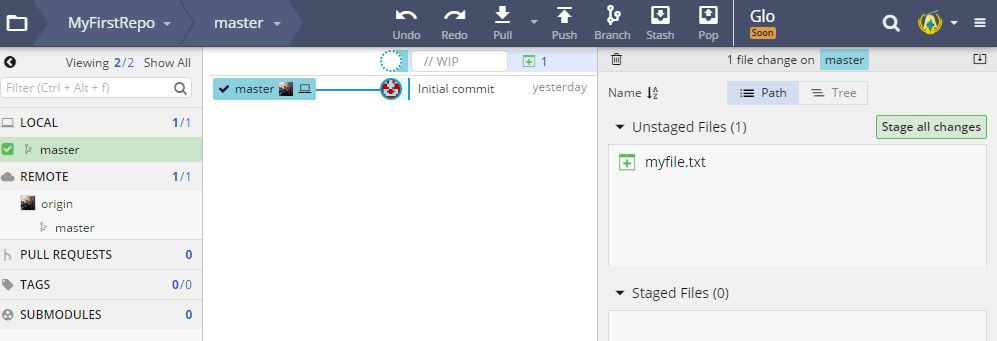 MyFirstRepo master Undo Redo Pull Push Branch Stash Pop Glo Soon
Viewing 2/2 Show All
Filter (Ctrl + Alt + f)
LOCAL 1/1
master
REMOTE 1/1
origin
master
PULL REQUESTS 0
TAGS 0/0
SUBMODULES 0
// WIP 1
master Initial commit yesterday
1 file change on master
Name Path Tree
Unstaged Files (1) Stage all changes
myfile.txt
Staged Files (0)